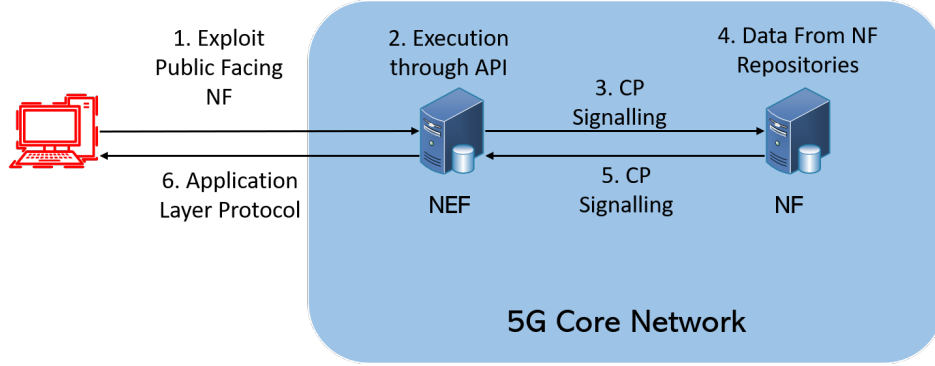 1. Exploit
Public Facing
NF
2. Execution
through API
4. Data From NF
Repositories
3. CP
Signalling
6. Application
Layer Protocol
NEF
5. CP
Signalling
NF
5G Core Network